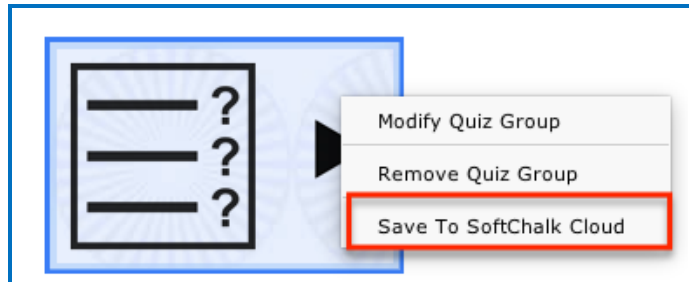 ?
?
?
Modify Quiz Group
Remove Quiz Group
Save To SoftChalk Cloud